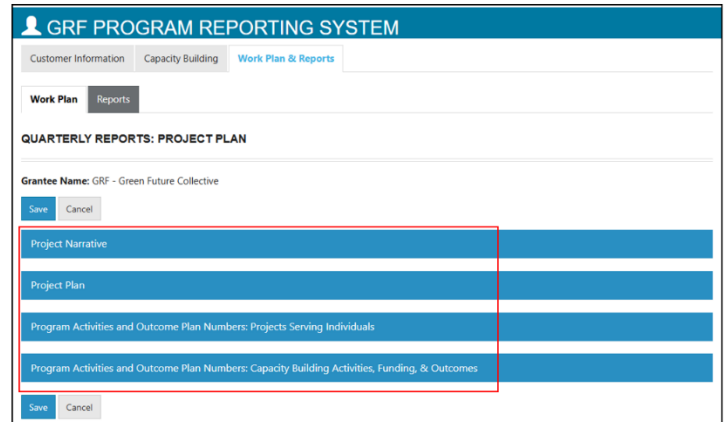 GRF PROGRAM REPORTING SYSTEM
Customer Information Capacity Building Work Plan & Reports
Work Plan Reports
QUARTERLY REPORTS: PROJECT PLAN
Grantee Name: GRF - Green Future Collective
Save Cancel
Project Narrative
Project Plan
Program Activities and Outcome Plan Numbers: Projects Serving Individuals
Program Activities and Outcome Plan Numbers: Capacity Building Activities, Funding, & Outcomes
Save Cancel